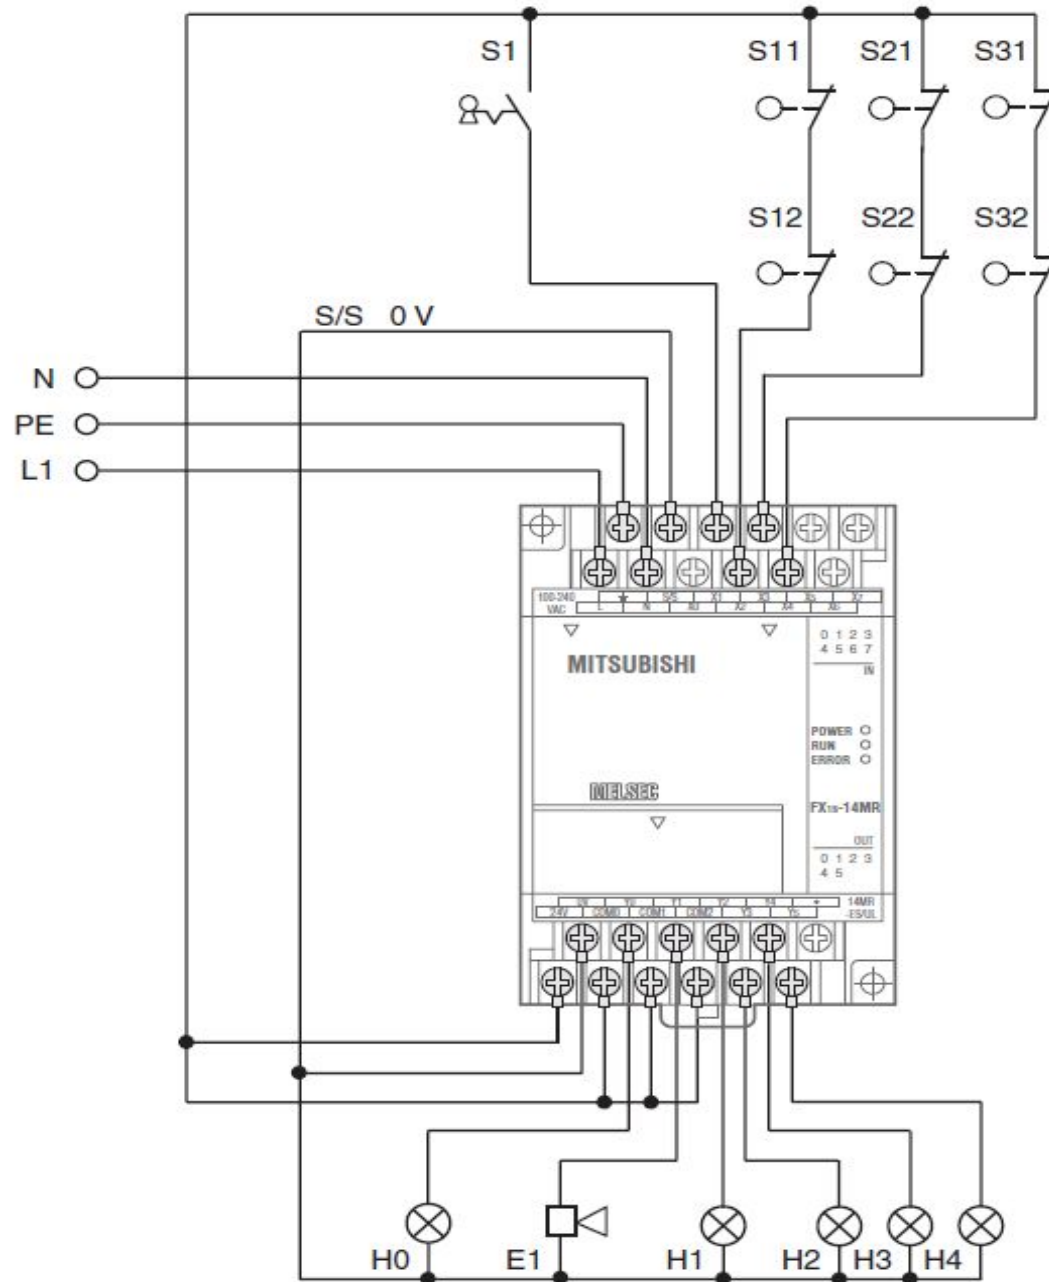 S1 S11 S21 S31
S12 S22 S32
S/S 0 V
N
PE
L1
100-240 S/S X1 X3 X5 X7
VAC L N X0 X2 X4 X6
0 1 2 3
4 5 6 7
IN
MITSUBISHI
POWER
RUN
ERROR
MELSEC
FX1S-14MR
OUT
0 1 2 3
4 5
0V Y0 Y1 Y2 Y4 14MR
24V COM0 COM1 COM2 Y3 Y5 -ES/UL
H0 E1 H1 H2 H3 H4